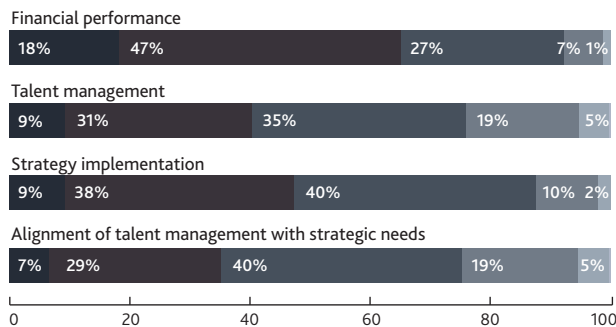 Financial performance
18% 47% 27% 7% 1%
Talent management
9% 31% 35% 19% 5%
Strategy implementation
9% 38% 40% 10% 2%
Alignment of talent management with strategic needs
7% 29% 40% 19% 5%
0 20 40 60 80 100